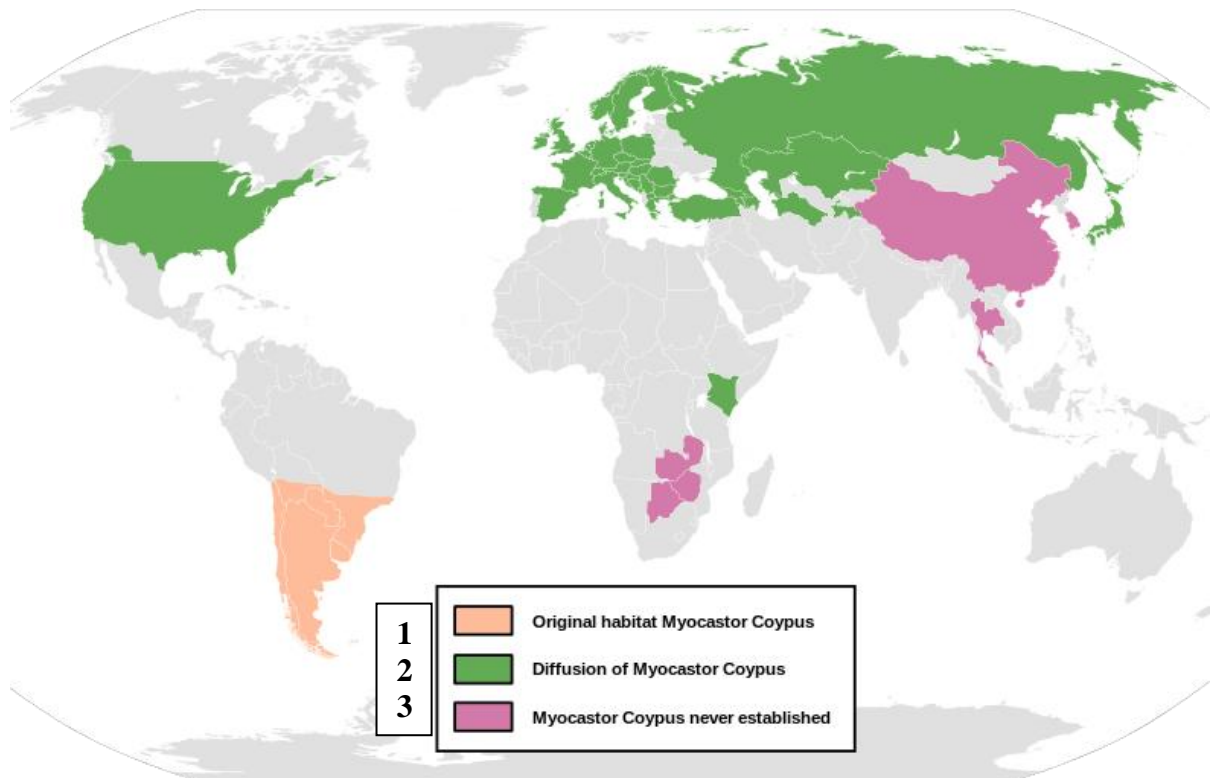 1 Original habitat Myocastor Coypus
2 Diffusion of Myocastor Coypus
3 Myocastor Coypus never established